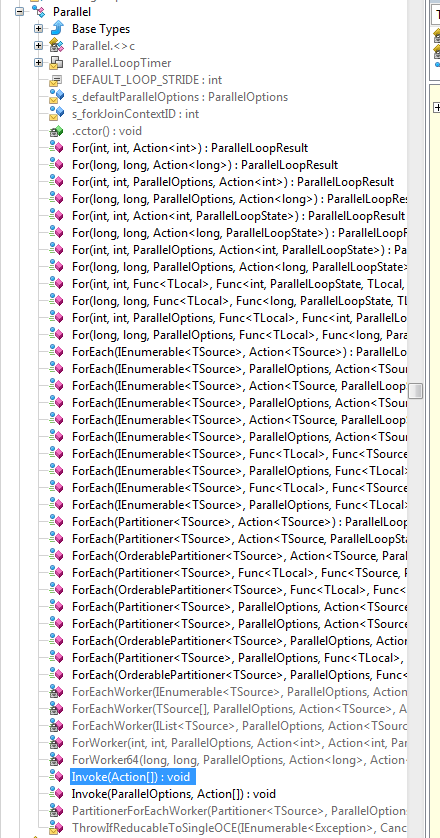 Parallel
Base Types
Parallel.<>c
Parallel.LoopTimer
DEFAULT_LOOP_STRIDE : int
s_defaultParallelOptions : ParallelOptions
s_forkJoinContextID : int
.cctor() : void
For(int, int, Action<int>) : ParallelLoopResult
For(long, long, Action<long>) : ParallelLoopResult
For(int, int, ParallelOptions, Action<int>) : ParallelLoopResult
For(long, long, ParallelOptions, Action<long>) : ParallelLoopRes
For(int, int, Action<int, ParallelLoopState>) : ParallelLoopResult
For(long, long, Action<long, ParallelLoopState>) : ParallelLoopRe
For(int, int, ParallelOptions, Action<int, ParallelLoopState>) : Pa
For(long, long, ParallelOptions, Action<long, ParallelLoopState>
For(int, int, Func<TLocal>, Func<int, ParallelLoopState, TLocal,
For(long, long, Func<TLocal>, Func<long, ParallelLoopState, TL
For(int, int, ParallelOptions, Func<TLocal>, Func<int, ParallelLo
For(long, long, ParallelOptions, Func<TLocal>, Func<long, Paral
ForEach(IEnumerable<TSource>, Action<TSource>) : ParallelLo
ForEach(IEnumerable<TSource>, ParallelOptions, Action<TSour
ForEach(IEnumerable<TSource>, Action<TSource, ParallelLoop
ForEach(IEnumerable<TSource>, ParallelOptions, Action<TSour
ForEach(IEnumerable<TSource>, Action<TSource, ParallelLoop
ForEach(IEnumerable<TSource>, ParallelOptions, Action<TSour
ForEach(IEnumerable<TSource>, Func<TLocal>, Func<TSource
ForEach(IEnumerable<TSource>, ParallelOptions, Func<TLocal
ForEach(IEnumerable<TSource>, Func<TLocal>, Func<TSource
ForEach(IEnumerable<TSource>, ParallelOptions, Func<TLocal
ForEach(Partitioner<TSource>, Action<TSource>) : ParallelLoop
ForEach(Partitioner<TSource>, Action<TSource, ParallelLoopSta
ForEach(OrderablePartitioner<TSource>, Action<TSource, Paral
ForEach(Partitioner<TSource>, Func<TLocal>, Func<TSource, P
ForEach(OrderablePartitioner<TSource>, Func<TLocal>, Func<
ForEach(Partitioner<TSource>, ParallelOptions, Action<TSource
ForEach(Partitioner<TSource>, ParallelOptions, Action<TSource
ForEach(OrderablePartitioner<TSource>, ParallelOptions, Action
ForEach(Partitioner<TSource>, ParallelOptions, Func<TLocal>,
ForEach(OrderablePartitioner<TSource>, ParallelOptions, Func<
ForEachWorker(IEnumerable<TSource>, ParallelOptions, Action
ForEachWorker(TSource[], ParallelOptions, Action<TSource>, A
ForEachWorker(IList<TSource>, ParallelOptions, Action<TSourc
ForWorker(int, int, ParallelOptions, Action<int>, Action<int, Par
ForWorker64(long, long, ParallelOptions, Action<long>, Action<l
Invoke(Action[]) : void
Invoke(ParallelOptions, Action[]) : void
PartitionerForEachWorker(Partitioner<TSource>, ParallelOption
ThrowIfReducableToSingleOCE(IEnumerable<Exception>, Canc